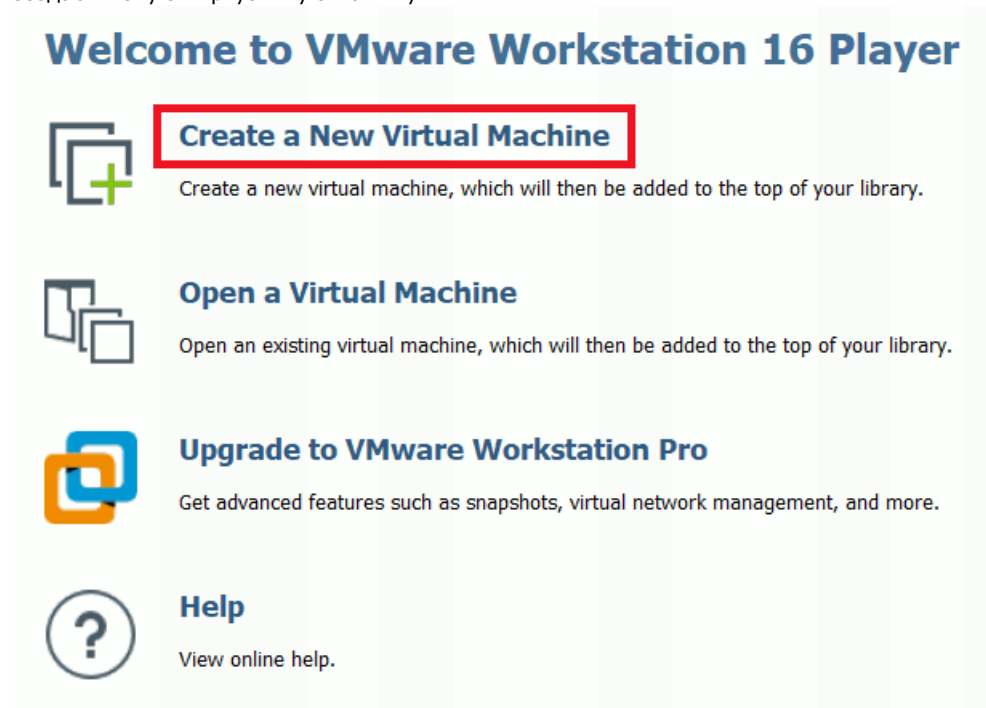 Welcome to VMware Workstation 16 Player
Create a New Virtual Machine
Create a new virtual machine, which will then be added to the top of your library.
Open a Virtual Machine
Open an existing virtual machine, which will then be added to the top of your library.
Upgrade to VMware Workstation Pro
Get advanced features such as snapshots, virtual network management, and more.
Help
View online help.